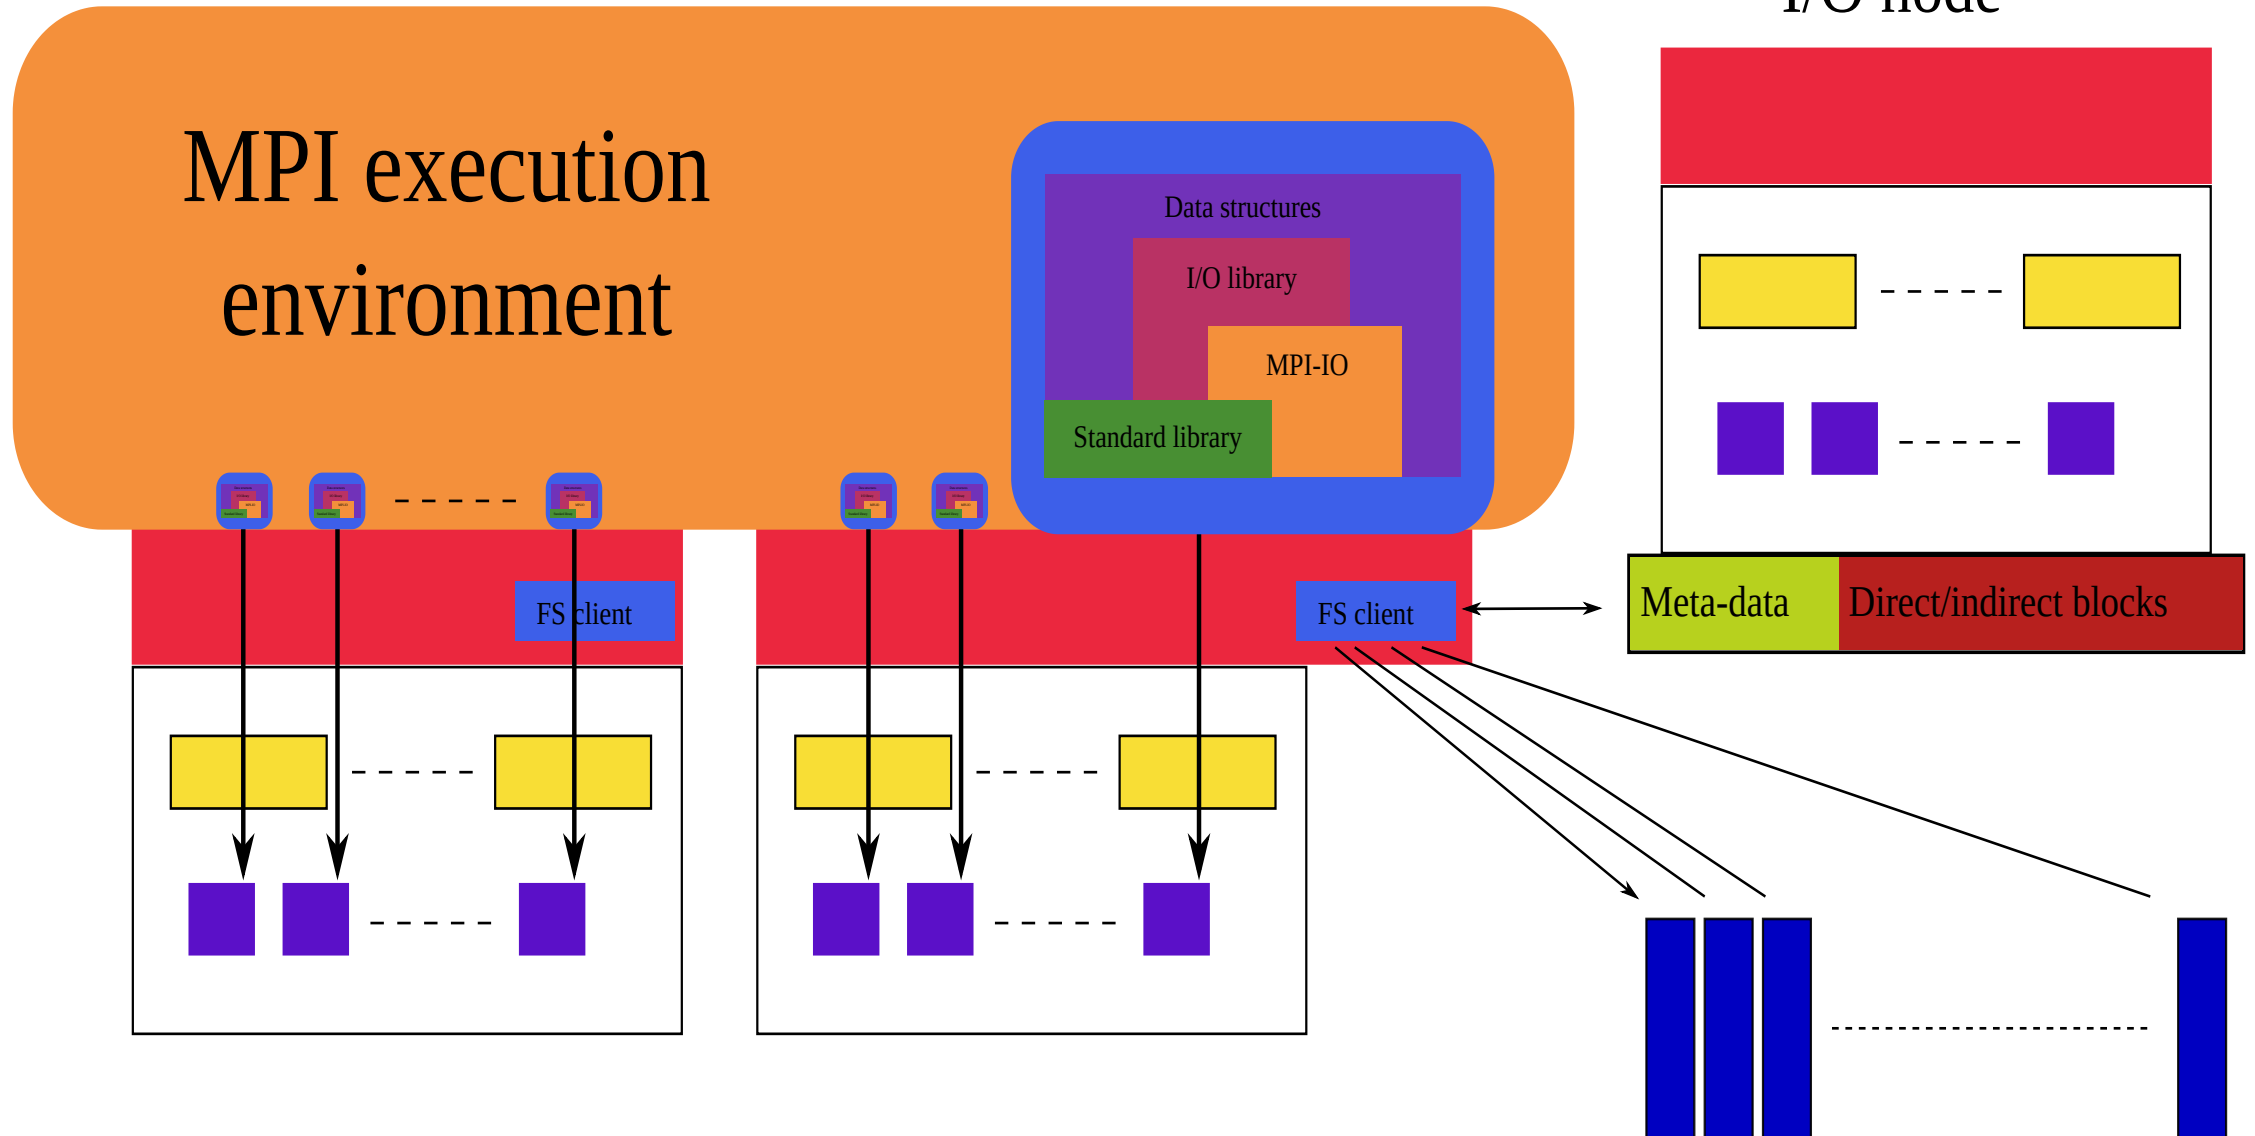 I/O node
MPI execution
environment
Data structures
I/O library
MPI-IO
Standard library
FS client
FS client
Meta-data
Direct/indirect blocks